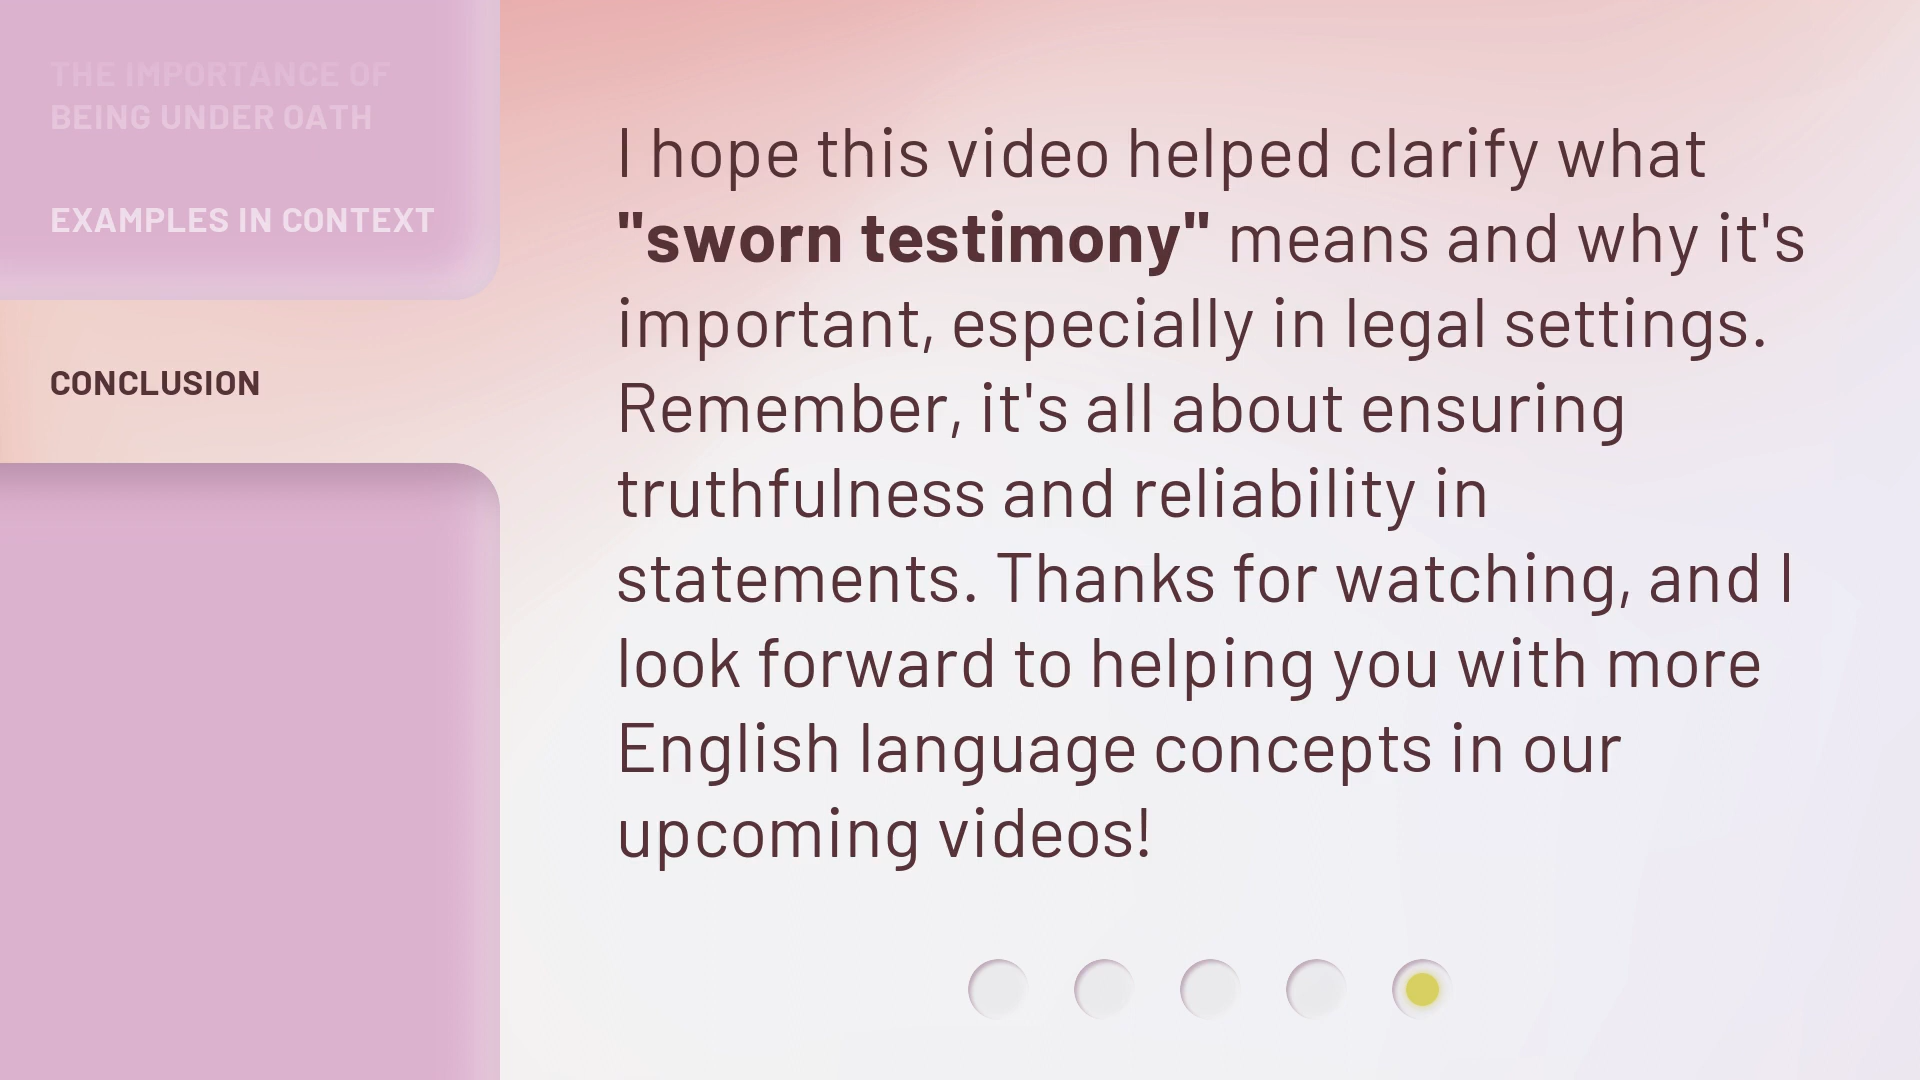 THE IMPORTANCE OF
BEING UNDER OATH
EXAMPLES IN CONTEXT
CONCLUSION
I hope this video helped clarify what
"sworn testimony" means and why it's
important, especially in legal settings.
Remember, it's all about ensuring
truthfulness and reliability in
statements. Thanks for watching, and I
look forward to helping you with more
English language concepts in our
upcoming videos!